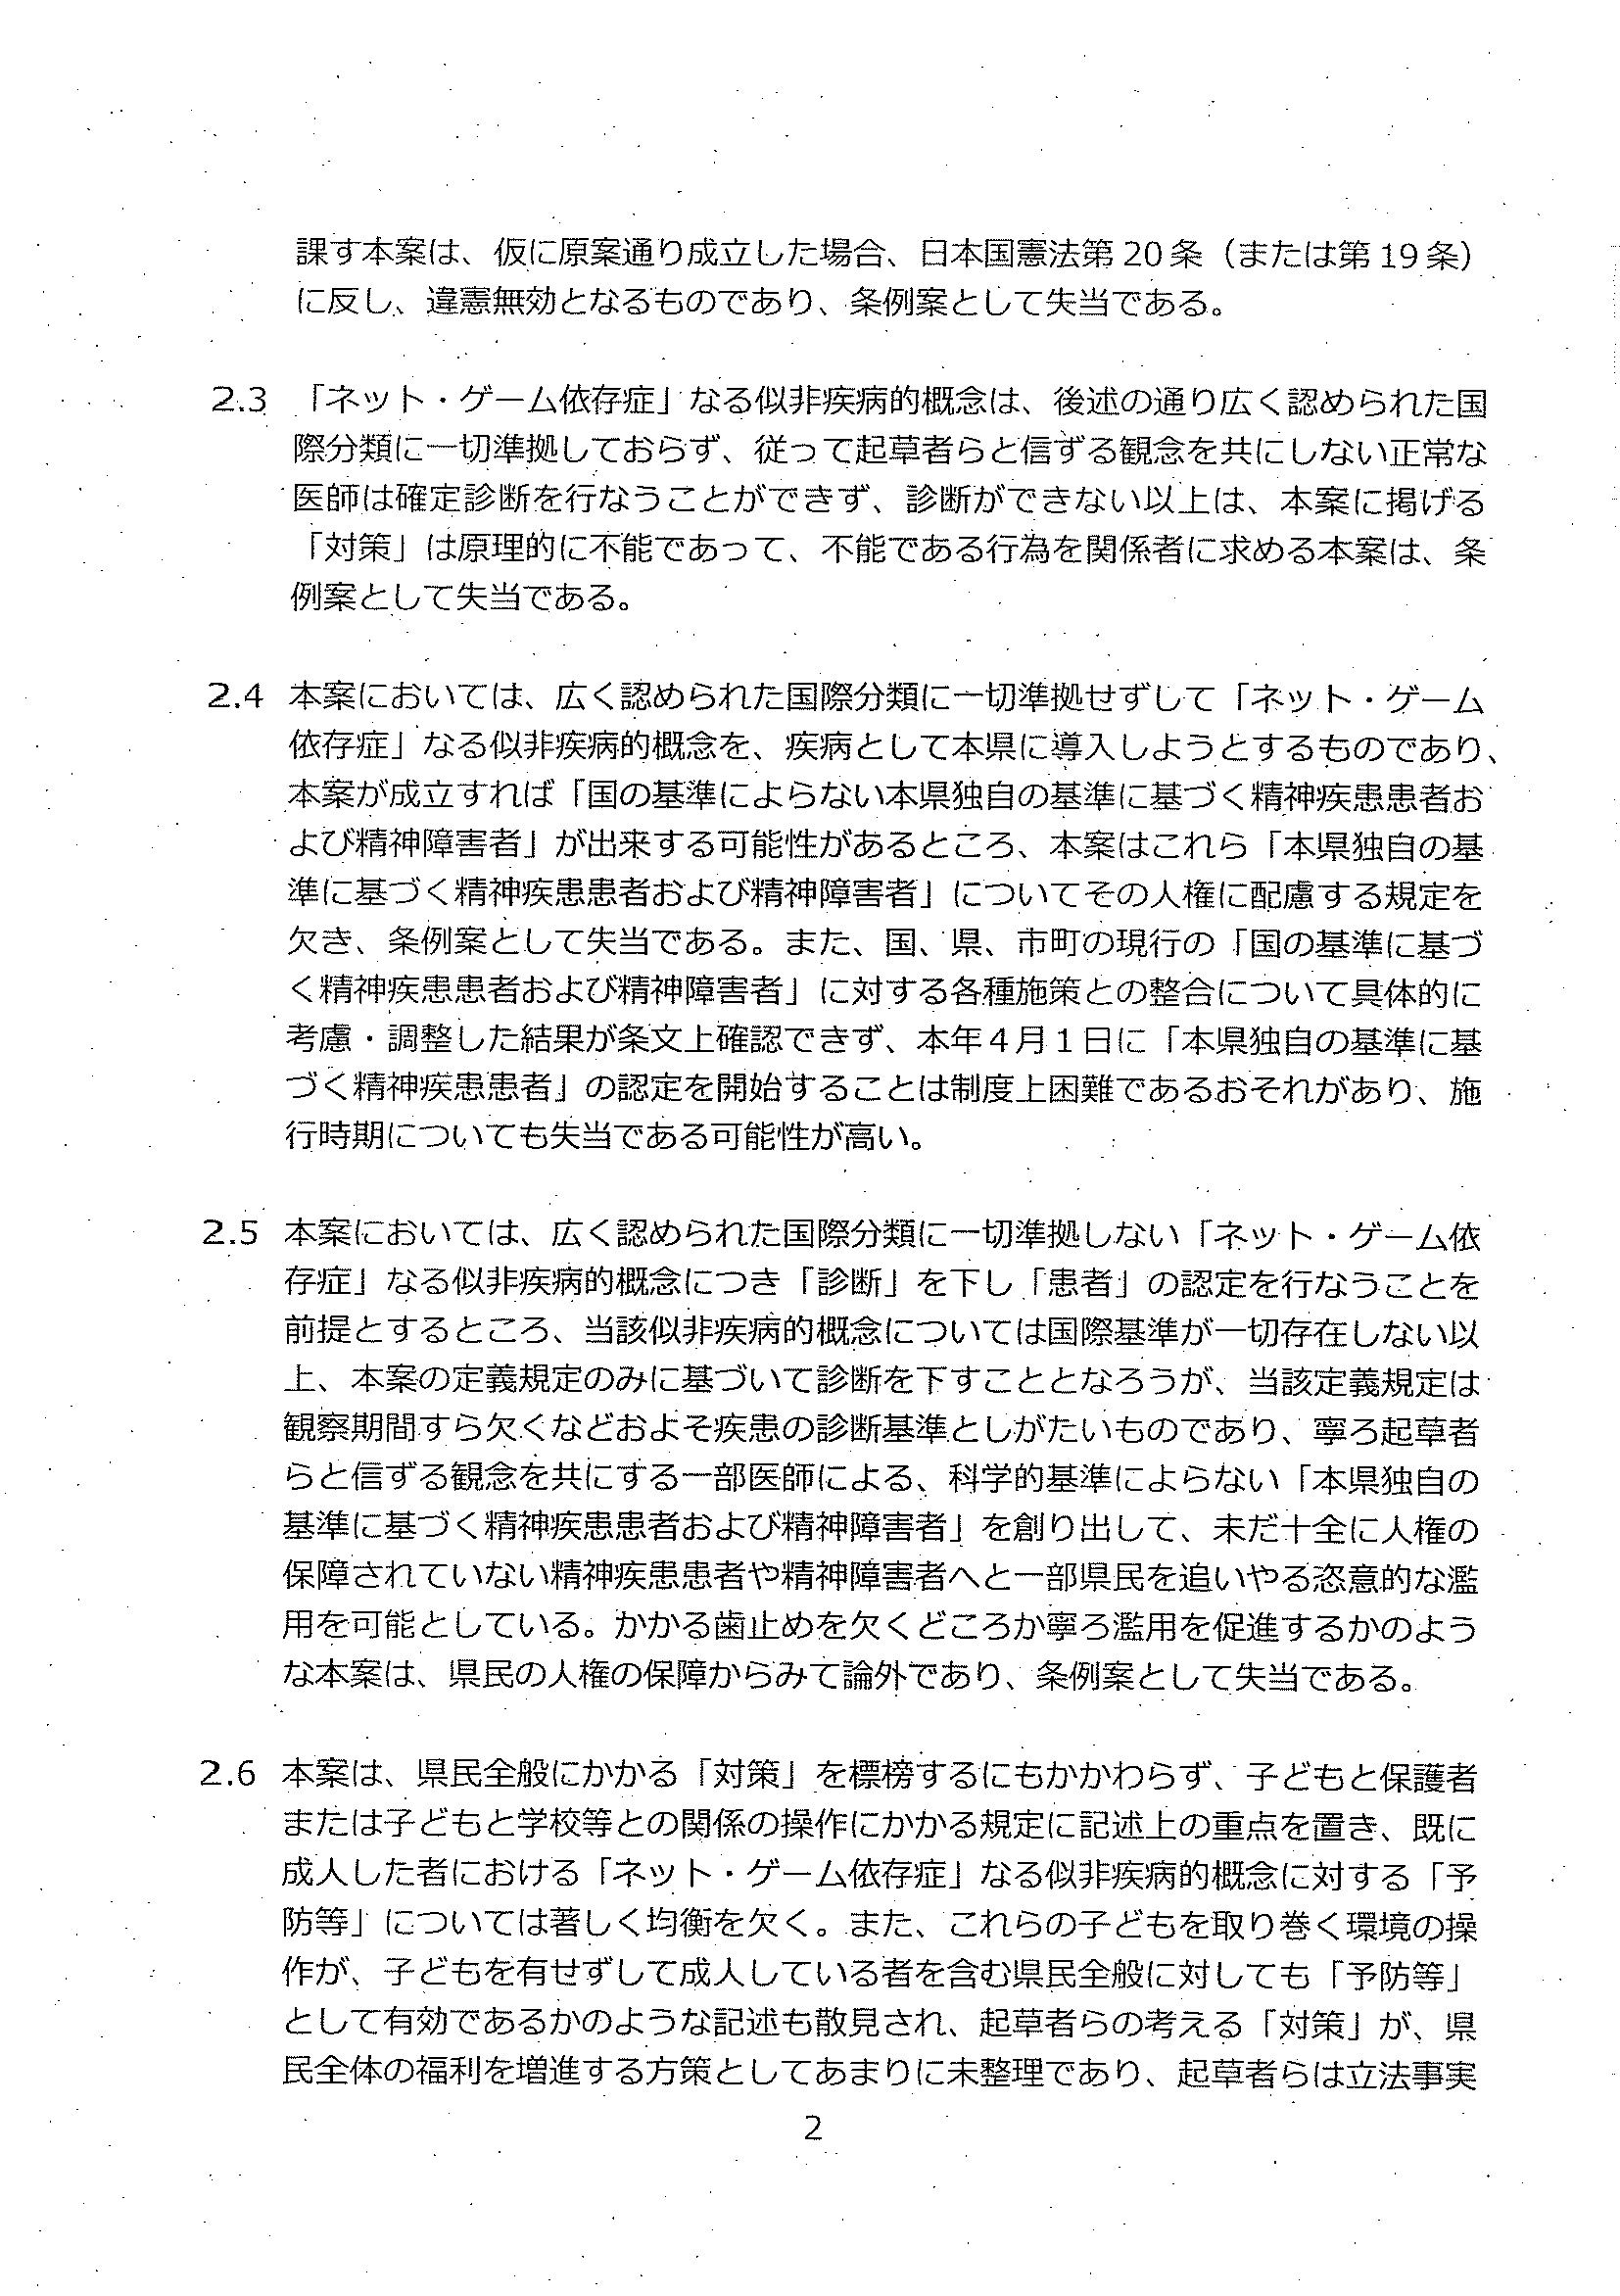 課す本案は、仮に原案通り成立した場合、日本国憲法第 20 条（または第 19 条）
に反し、違憲無効となるものであり、条例案として失当である。
2.3 「ネット・ゲーム依存症」なる似非疾病的概念は、後述の通り広く認められた国
際分類に一切準拠しておらず、従って起草者らと信ずる観念を共にしない正常な
医師は確定診断を行なうことができず、診断ができない以上は、本案に掲げる
「対策」は原理的に不能であって、不能である行為を関係者に求める本案は、条
例案として失当である。
2.4 本案においては、広く認められた国際分類に一切準拠せずして「ネット・ゲーム
依存症」なる似非疾病的概念を、疾病として本県に導入しようとするものであり、
本案が成立すれば「国の基準によらない本県独自の基準に基づく精神疾患患者お
よび精神障害者」が出来する可能性があるところ、本案はこれら「本県独自の基
準に基づく精神疾患患者および精神障害者」についてその人権に配慮する規定を
欠き、条例案として失当である。また、国、県、市町の現行の「国の基準に基づ
く精神疾患患者および精神障害者」に対する各種施策との整合について具体的に
考慮・調整した結果が条文上確認できず、本年４月１日に「本県独自の基準に基
づく精神疾患患者」の認定を開始することは制度上困難であるおそれがあり、施
行時期についても失当である可能性が高い。
2.5 本案においては、広く認められた国際分類に一切準拠しない「ネット・ゲーム依
存症」なる似非疾病的概念につき「診断」を下し「患者」の認定を行なうことを
前提とするところ、当該似非疾病的概念については国際基準が一切存在しない以
上、本案の定義規定のみに基づいて診断を下すこととなろうが、当該定義規定は
観察期間すら欠くなどおよそ疾患の診断基準としがたいものであり、寧ろ起草者
らと信ずる観念を共にする一部医師による、科学的基準によらない「本県独自の
基準に基づく精神疾患患者および精神障害者」を創り出して、未だ十全に人権の
保障されていない精神疾患患者や精神障害者へと一部県民を追いやる恣意的な濫
用を可能としている。かかる歯止めを欠くどころか寧ろ濫用を促進するかのよう
な本案は、県民の人権の保障からみて論外であり、条例案として失当である。
2.6 本案は、県民全般にかかる「対策」を標榜するにもかかわらず、子どもと保護者
または子どもと学校等との関係の操作にかかる規定に記述上の重点を置き、既に
成人した者における「ネット・ゲーム依存症」なる似非疾病的概念に対する「予
防等」については著しく均衡を欠く。また、これらの子どもを取り巻く環境の操
作が、子どもを有せずして成人している者を含む県民全般に対しても「予防等」
として有効であるかのような記述も散見され、起草者らの考える「対策」が、県
民全体の福利を増進する方策としてあまりに未整理であり、起草者らは立法事実
2